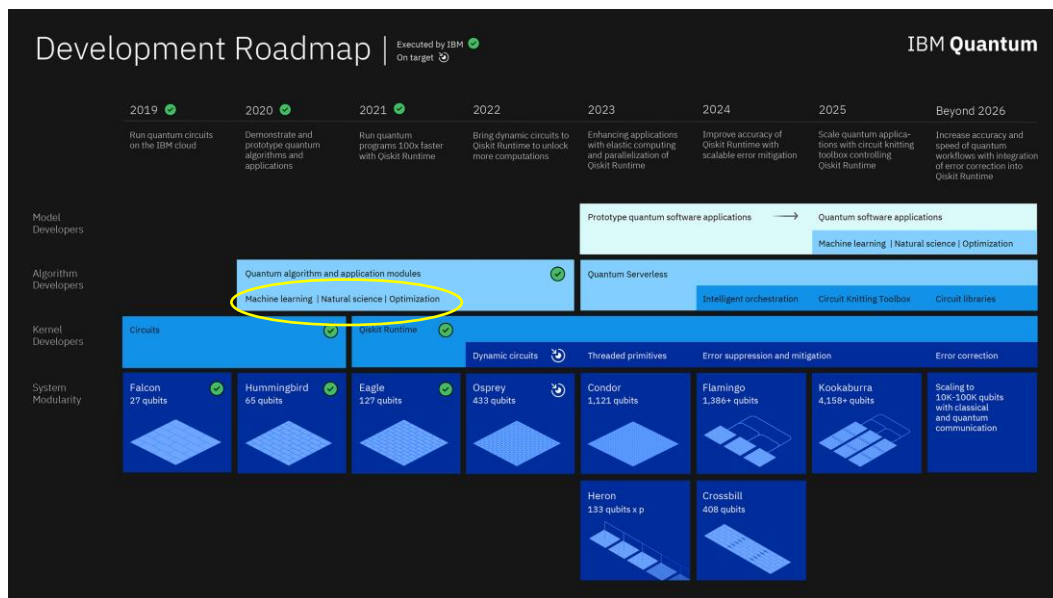 Development Roadmap
Executed by IBM
On target
IBM Quantum
2019
2020
2021
2022
2023
2024
2025
Beyond 2026
Run quantum circuits
on the IBM cloud
Demonstrate and
prototype quantum
algorithms and
applications
Run quantum
programs 100x faster
with Qiskit Runtime
Bring dynamic circuits to
Qiskit Runtime to unlock
more computations
Enhancing applications
with elastic computing
and parallelization of
Qiskit Runtime
Improve accuracy of
Qiskit Runtime with
scalable error mitigation
Scale quantum applica-
tions with circuit knitting
toolbox controlling
Qiskit Runtime
Increase accuracy and
speed of quantum
workflows with integration
of error correction into
Qiskit Runtime
Model
Developers
Prototype quantum software applications →
Quantum software applications
Machine learning | Natural science | Optimization
Algorithm
Developers
Quantum algorithm and application modules
Machine learning | Natural science | Optimization
Quantum Serverless
Intelligent orchestration
Circuit Knitting Toolbox
Circuit libraries
Kernel
Developers
Circuits
Qiskit Runtime
Dynamic circuits
Threaded primitives
Error suppression and mitigation
Error correction
System
Modularity
Falcon
27 qubits
Hummingbird
65 qubits
Eagle
127 qubits
Osprey
433 qubits
Condor
1,121 qubits
Flamingo
1,386+ qubits
Kookaburra
4,158+ qubits
Scaling to
10K-100K qubits
with classical
and quantum
communication
Heron
133 qubits x p
Crossbill
408 qubits